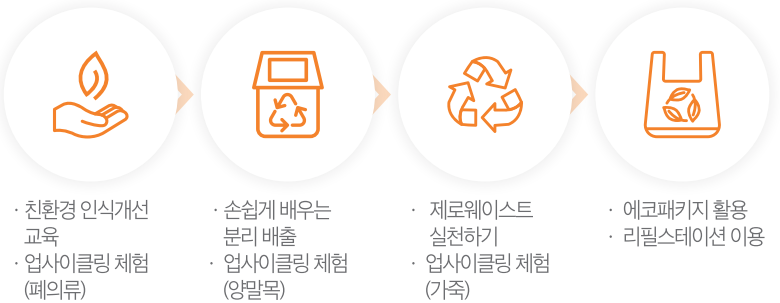 · 친환경 인식개선
교육
· 업사이클링 체험
(폐의류)
· 손쉽게 배우는
분리 배출
· 업사이클링 체험
(양말목)
· 제로웨이스트
실천하기
· 업사이클링 체험
(가죽)
· 에코패키지 활용
· 리필스테이션 이용